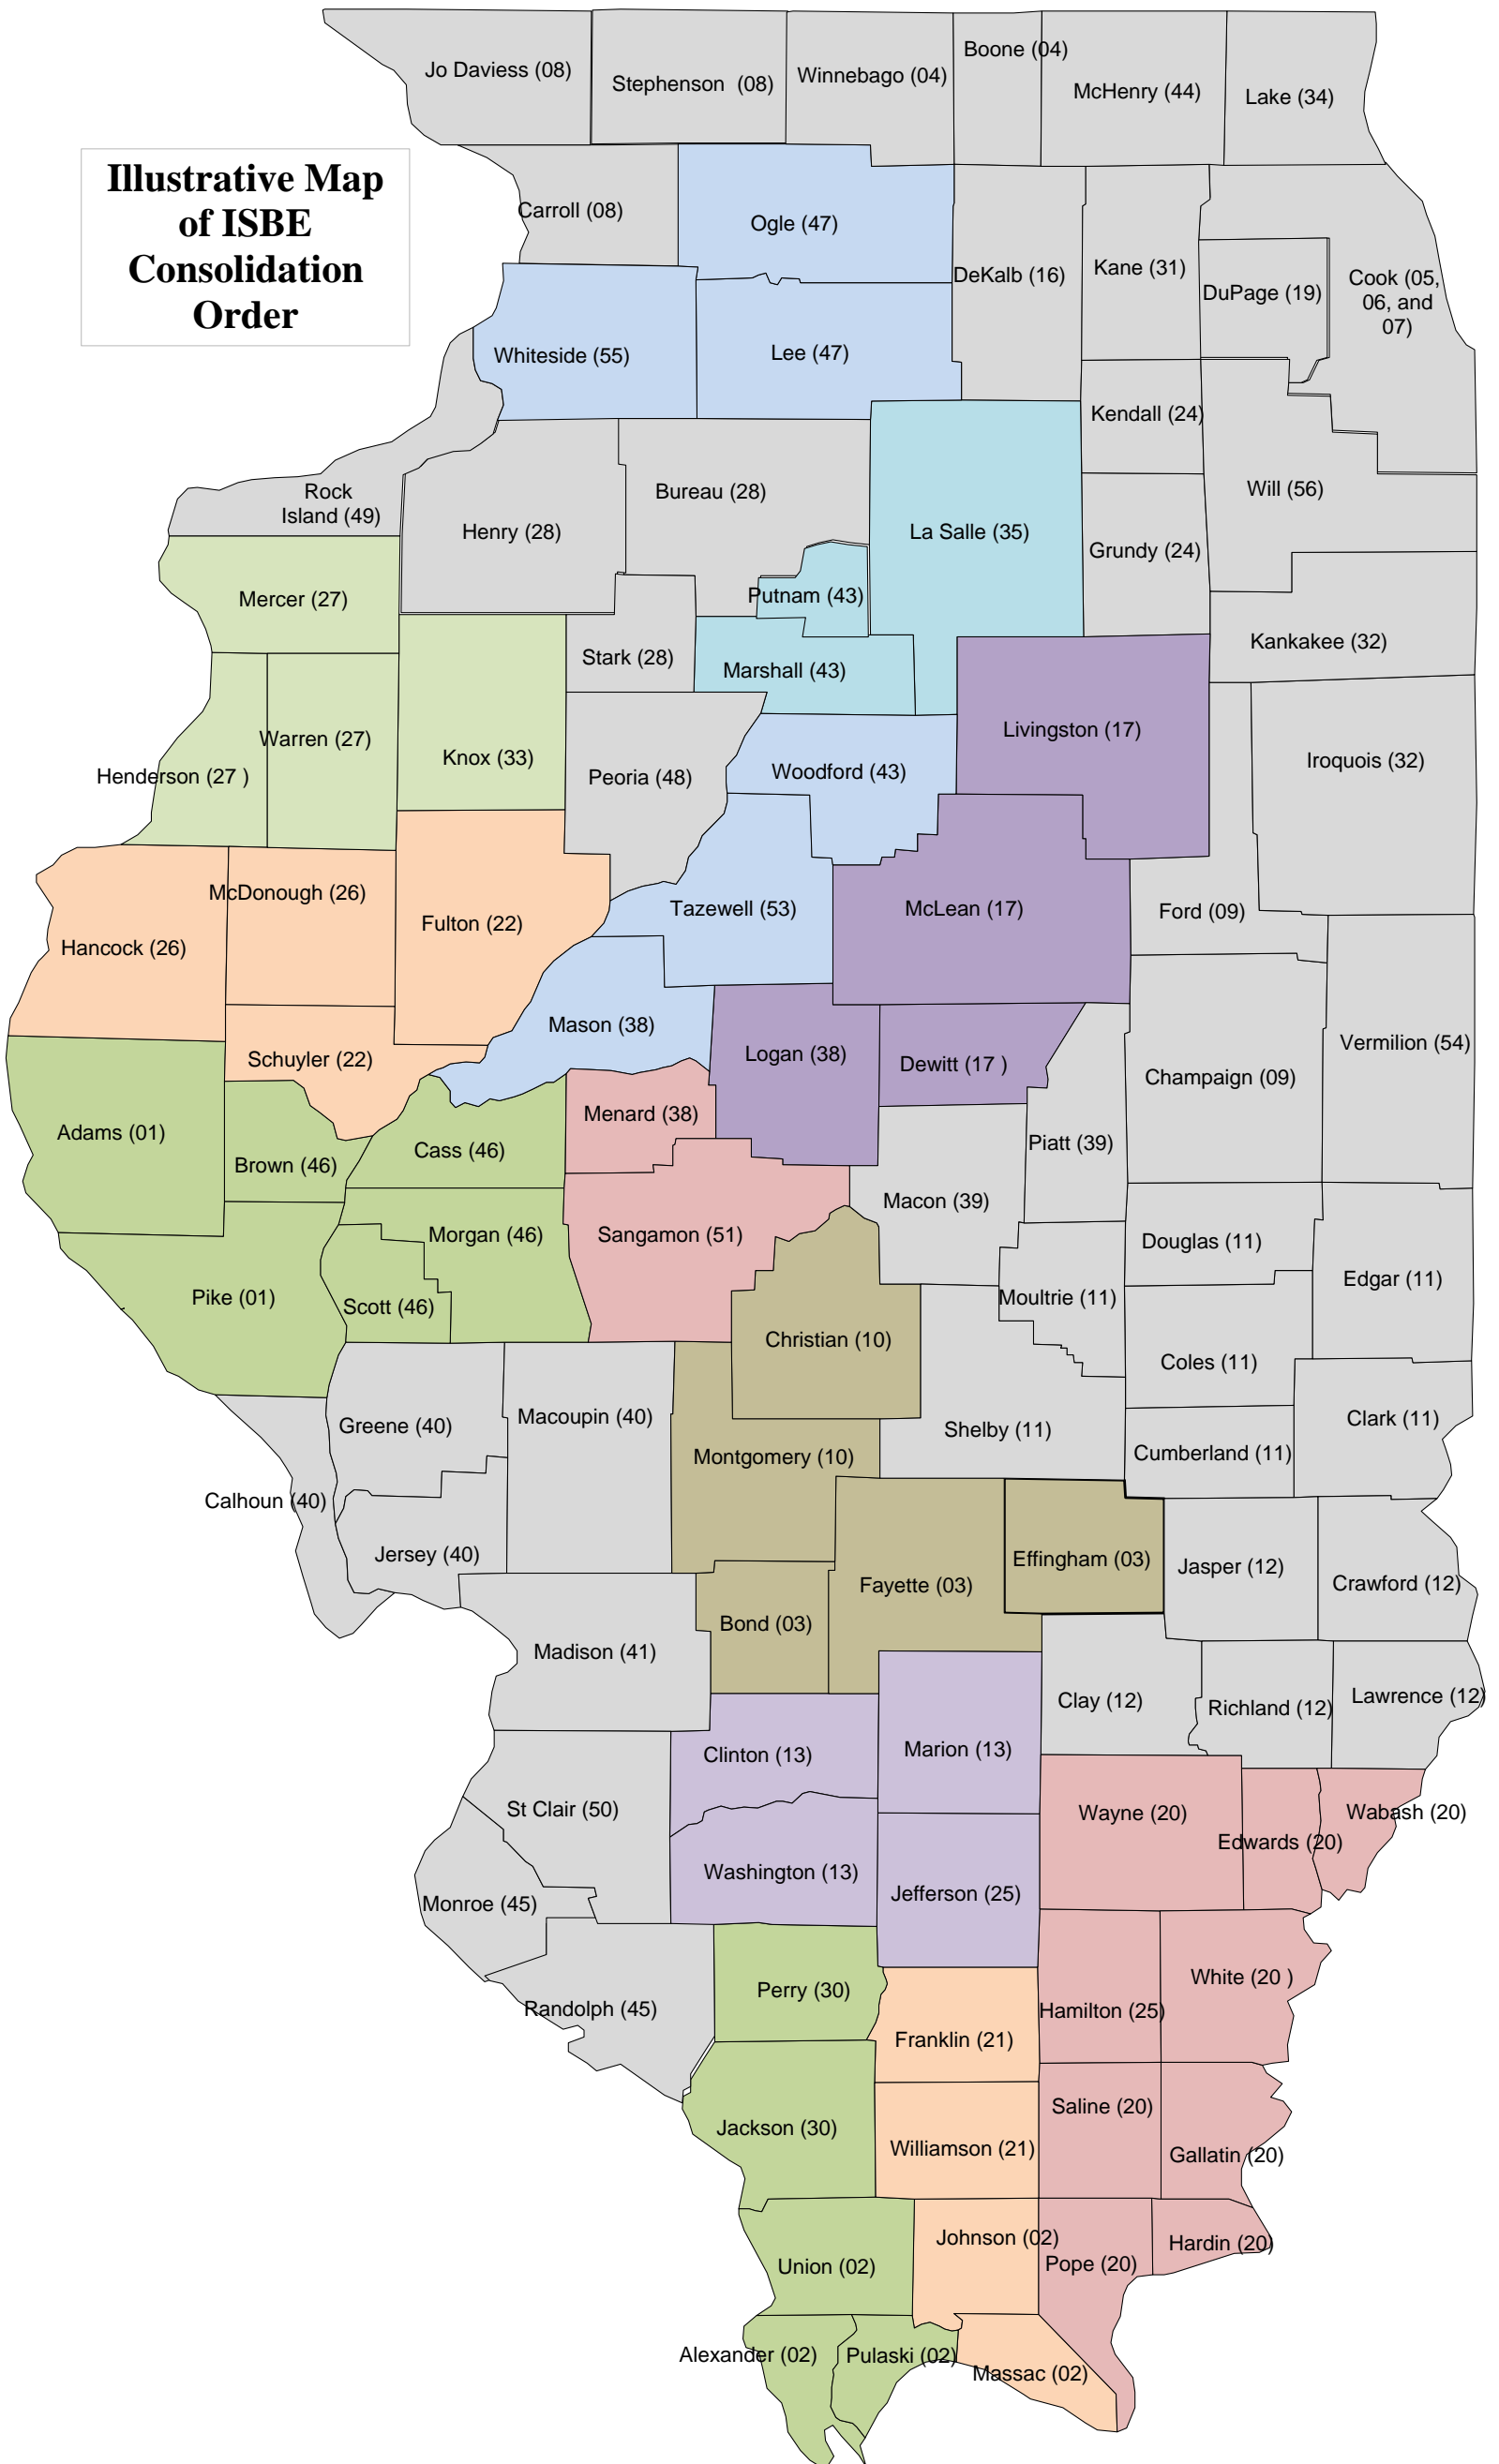 Illustrative Map
of ISBE
Consolidation
Order
Jo Daviess (08)
Stephenson  (08)
Winnebago (04)
Boone (04)
McHenry (44)
Lake (34)
Carroll (08)
Ogle (47)
DeKalb (16)
Kane (31)
DuPage (19)
Cook (05,
06, and
07)
Whiteside (55)
Lee (47)
Kendall (24)
Will (56)
Rock
Island (49)
Henry (28)
Bureau (28)
La Salle (35)
Grundy (24)
Mercer (27)
Putnam (43)
Kankakee (32)
Stark (28)
Marshall (43)
Henderson (27 )
Warren (27)
Knox (33)
Peoria (48)
Woodford (43)
Livingston (17)
Iroquois (32)
Hancock (26)
McDonough (26)
Fulton (22)
Tazewell (53)
McLean (17)
Ford (09)
Schuyler (22)
Mason (38)
Logan (38)
Dewitt (17 )
Champaign (09)
Vermilion (54)
Adams (01)
Brown (46)
Cass (46)
Menard (38)
Piatt (39)
Macon (39)
Pike (01)
Scott (46)
Morgan (46)
Sangamon (51)
Christian (10)
Moultrie (11)
Douglas (11)
Edgar (11)
Coles (11)
Greene (40)
Macoupin (40)
Montgomery (10)
Shelby (11)
Cumberland (11)
Clark (11)
Calhoun (40)
Jersey (40)
Madison (41)
Bond (03)
Fayette (03)
Effingham (03)
Jasper (12)
Crawford (12)
Clinton (13)
Marion (13)
Clay (12)
Richland (12)
Lawrence (12)
St Clair (50)
Washington (13)
Jefferson (25)
Wayne (20)
Edwards (20)
Wabash (20)
Monroe (45)
Randolph (45)
Perry (30)
Franklin (21)
Hamilton (25)
White (20 )
Jackson (30)
Williamson (21)
Saline (20)
Gallatin (20)
Union (02)
Johnson (02)
Pope (20)
Hardin (20)
Alexander (02)
Pulaski (02)
Massac (02)